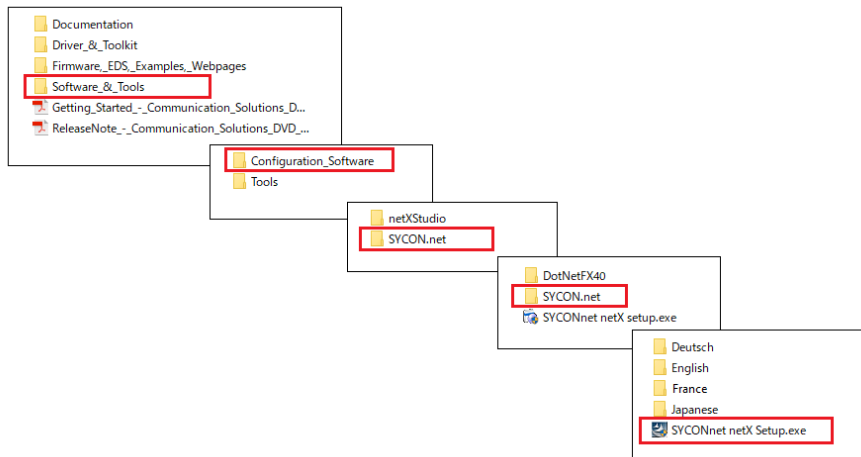 Documentation
Driver_&_Toolkit
Firmware,_EDS,_Examples,_Webpages
Software_&_Tools
Getting_Started_-_Communication_Solutions_D...
ReleaseNote_-_Communication_Solutions_DVD_...
Configuration_Software
Tools
netXStudio
SYCON.net
DotNetFX40
SYCON.net
SYCONnet netX setup.exe
Deutsch
English
France
Japanese
SYCONnet netX Setup.exe